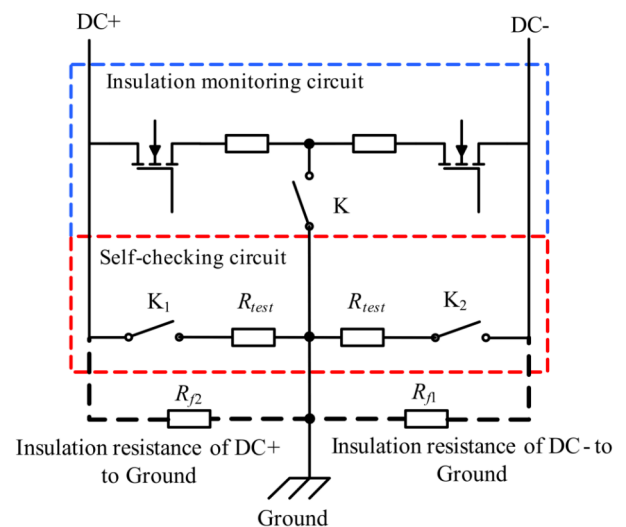 DC+
DC-
Insulation monitoring circuit
K
Self-checking circuit
K1
Rtest
Rtest
K2
Rf2
Rf1
Insulation resistance of DC+
to Ground
Insulation resistance of DC - to
Ground
Ground